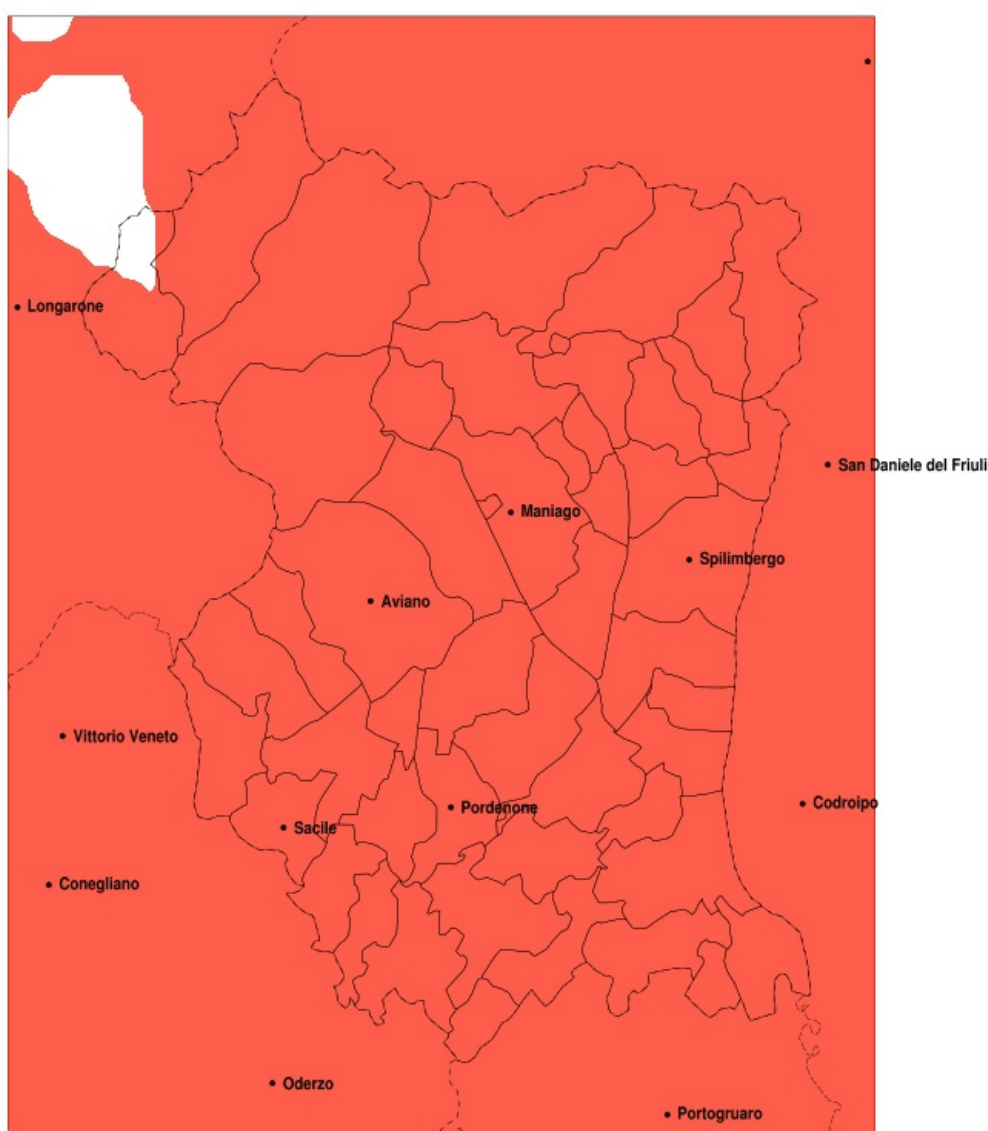 Longarone
San Daniele del Friuli
Maniago
Spilimbergo
Aviano
Vittorio Veneto
Codroipo
Pordenone
Sacile
Conegliano
Oderzo
Portogruaro